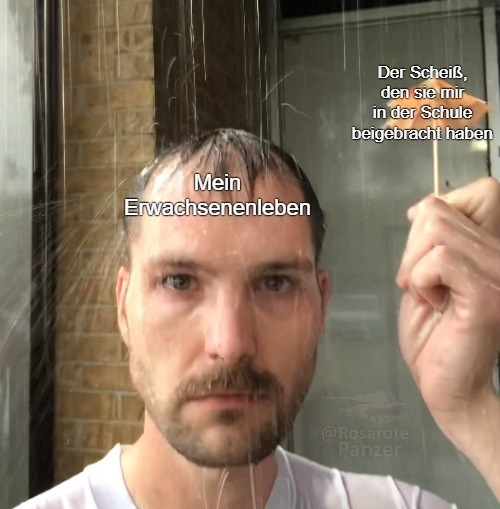 Der Scheiß,
den sie mir
in der Schule
beigebracht haben
Mein
Erwachsenenleben
@Rosarote
Panzer